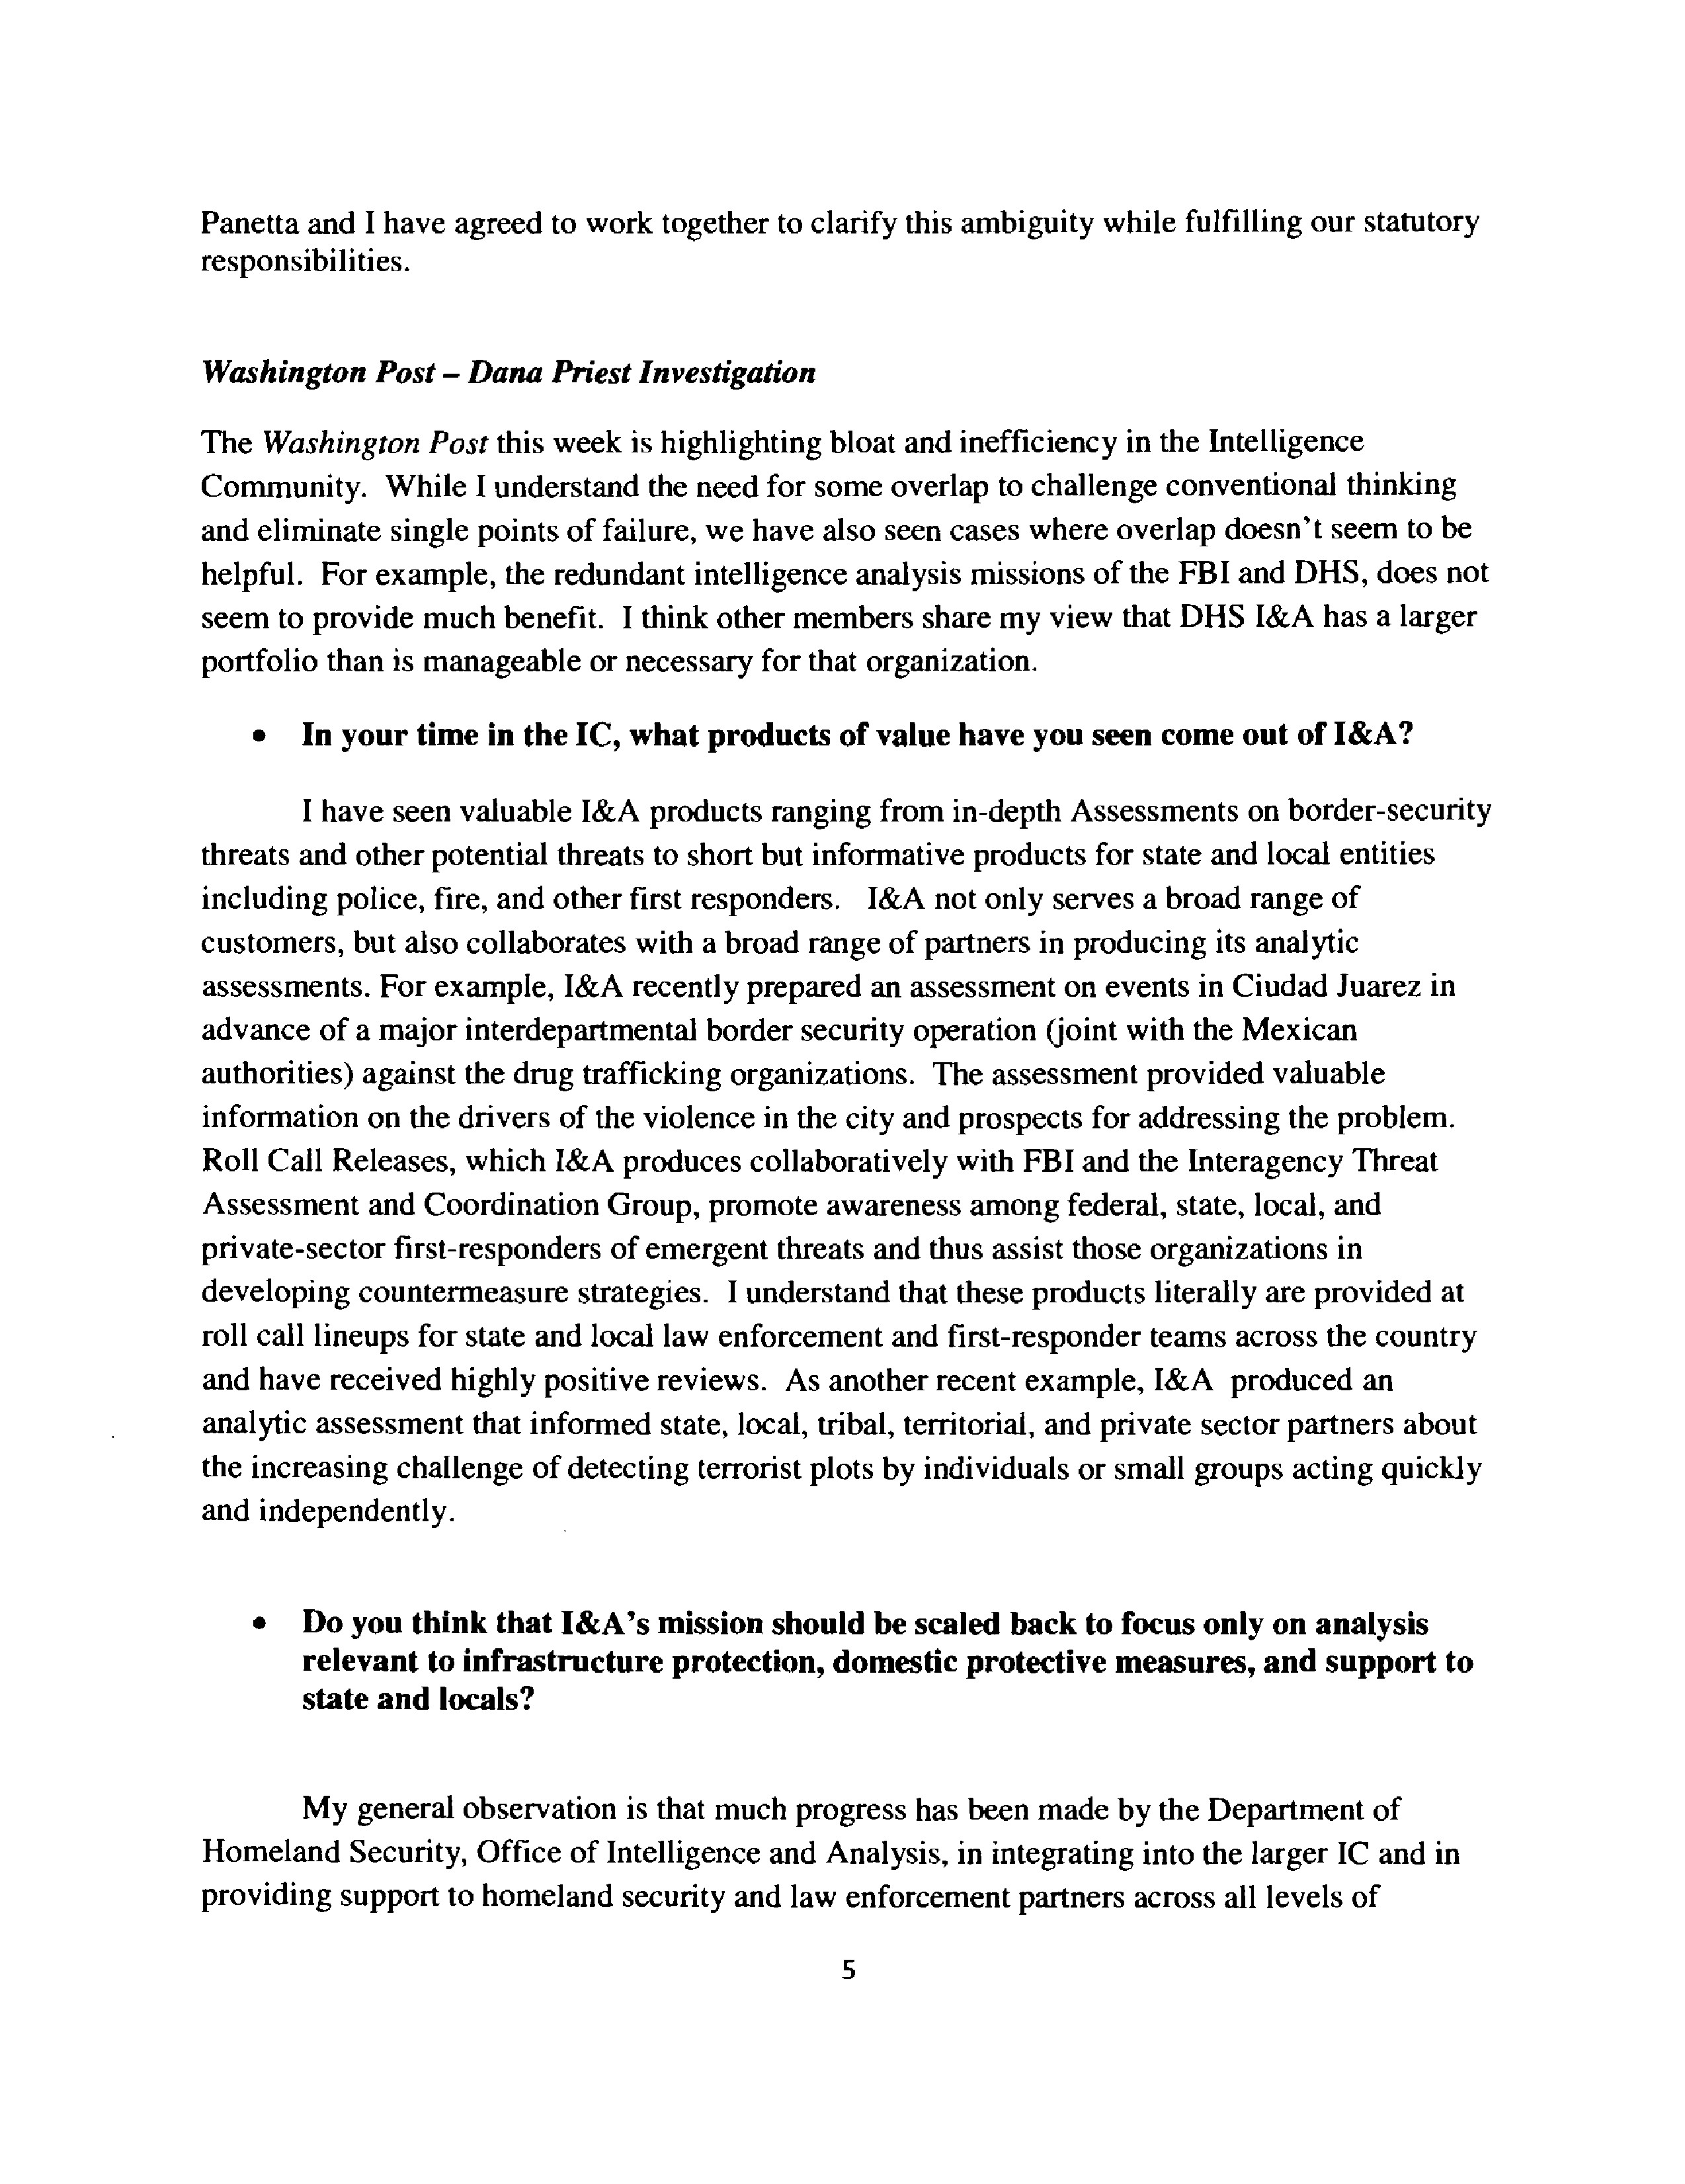 Panetta and I have agreed to work together to clarify this ambiguity while fulfilling our statutory
responsibilities.
Washington Post – Dana Priest Investigation
The Washington Post this week is highlighting bloat and inefficiency in the Intelligence
Community. While I understand the need for some overlap to challenge conventional thinking
and eliminate single points of failure, we have also seen cases where overlap doesn't seem to be
helpful. For example, the redundant intelligence analysis missions of the FBI and DHS, does not
seem to provide much benefit. I think other members share my view that DHS I&A has a larger
portfolio than is manageable or necessary for that organization.
• In your time in the IC, what products of value have you seen come out of I&A?
I have seen valuable I&A products ranging from in-depth Assessments on border-security
threats and other potential threats to short but informative products for state and local entities
including police, fire, and other first responders. I&A not only serves a broad range of
customers, but also collaborates with a broad range of partners in producing its analytic
assessments. For example, I&A recently prepared an assessment on events in Ciudad Juarez in
advance of a major interdepartmental border security operation (joint with the Mexican
authorities) against the drug trafficking organizations. The assessment provided valuable
information on the drivers of the violence in the city and prospects for addressing the problem.
Roll Call Releases, which I&A produces collaboratively with FBI and the Interagency Threat
Assessment and Coordination Group, promote awareness among federal, state, local, and
private-sector first-responders of emergent threats and thus assist those organizations in
developing countermeasure strategies. I understand that these products literally are provided at
roll call lineups for state and local law enforcement and first-responder teams across the country
and have received highly positive reviews. As another recent example, I&A produced an
analytic assessment that informed state, local, tribal, territorial, and private sector partners about
the increasing challenge of detecting terrorist plots by individuals or small groups acting quickly
and independently.
• Do you think that I&A's mission should be scaled back to focus only on analysis
relevant to infrastructure protection, domestic protective measures, and support to
state and locals?
My general observation is that much progress has been made by the Department of
Homeland Security, Office of Intelligence and Analysis, in integrating into the larger IC and in
providing support to homeland security and law enforcement partners across all levels of
5